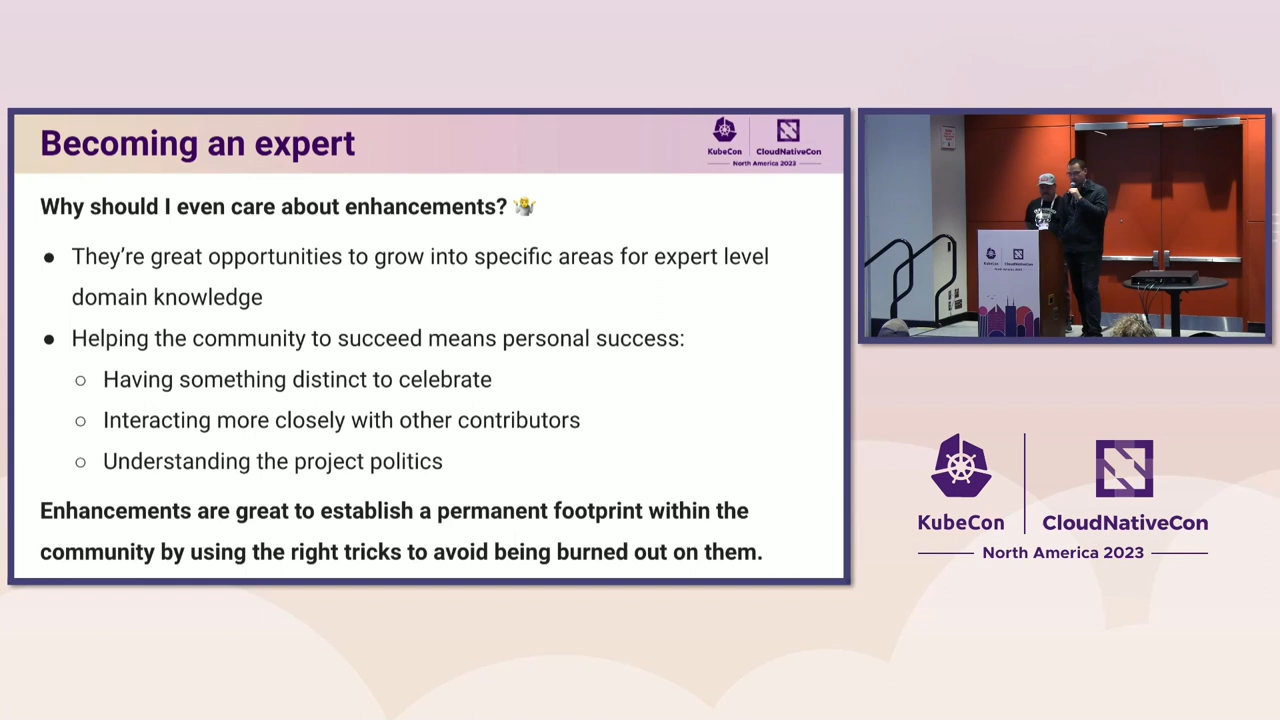 Becoming an expert
KubeCon
CloudNativeCon
North America 2023
Why should I even care about enhancements? 🤷
● They’re great opportunities to grow into specific areas for expert level
domain knowledge
● Helping the community to succeed means personal success:
○ Having something distinct to celebrate
○ Interacting more closely with other contributors
○ Understanding the project politics
Enhancements are great to establish a permanent footprint within the
community by using the right tricks to avoid being burned out on them.
KubeCon
CloudNativeCon
North America 2023